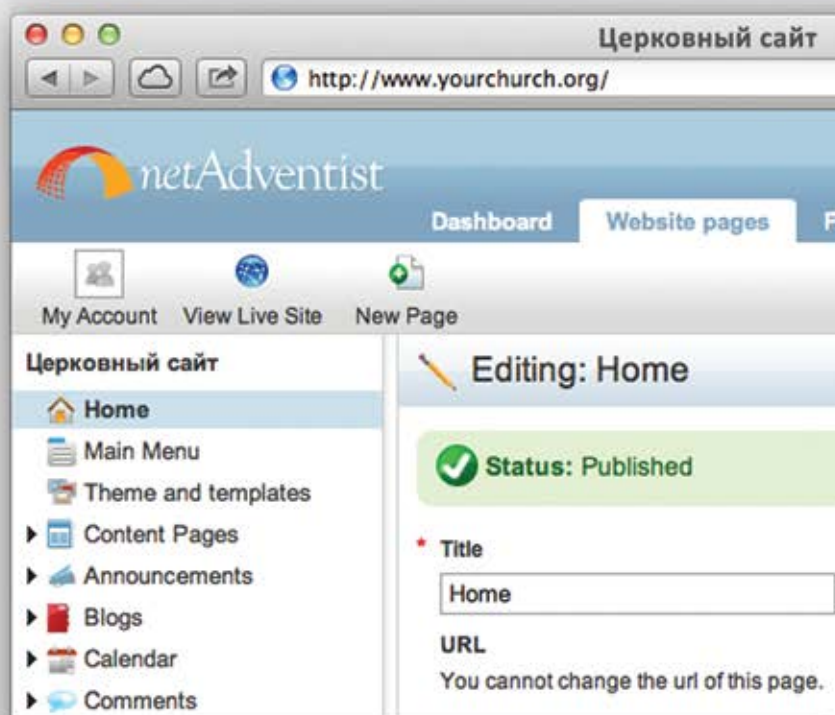 Церковный сайт
http://www.yourchurch.org/
netAdventist
Dashboard Website pages
My Account View Live Site New Page
Церковный сайт
Home
Main Menu
Theme and templates
Content Pages
Announcements
Blogs
Calendar
Comments
Editing: Home
Status: Published
* Title
Home
URL
You cannot change the url of this page.